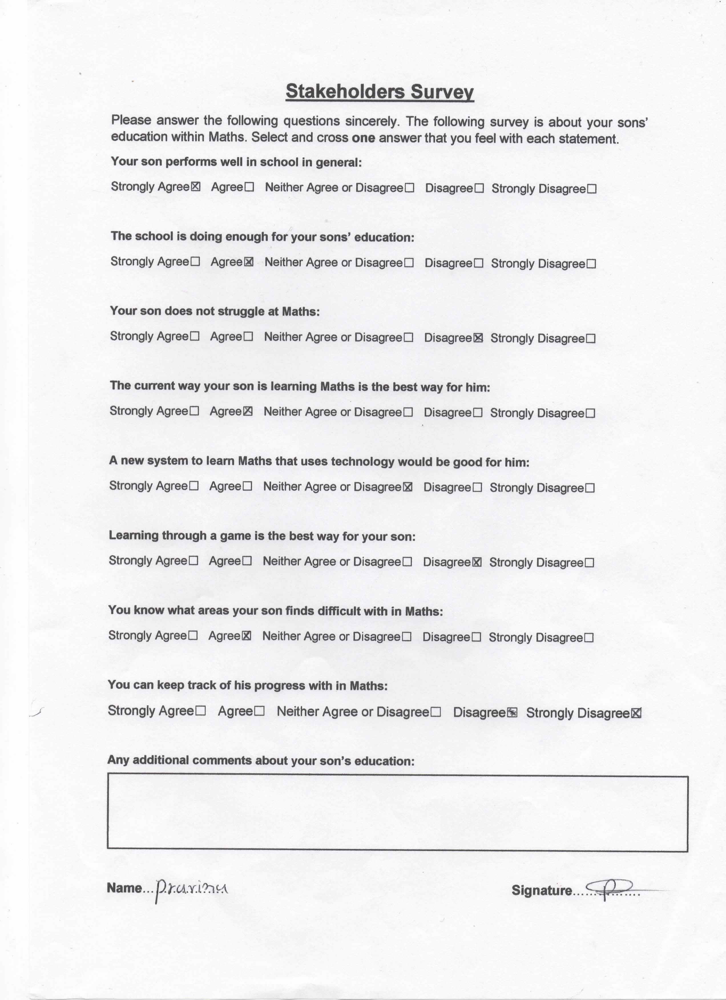 Stakeholders Survey
Please answer the following questions sincerely. The following survey is about your sons’
education within Maths. Select and cross one answer that you feel with each statement.
Your son performs well in school in general:
Strongly Agree☒ Agree☐ Neither Agree or Disagree☐ Disagree☐ Strongly Disagree☐
The school is doing enough for your sons’ education:
Strongly Agree☐ Agree☒ Neither Agree or Disagree☐ Disagree☐ Strongly Disagree☐
Your son does not struggle at Maths:
Strongly Agree☐ Agree☐ Neither Agree or Disagree☐ Disagree☒ Strongly Disagree☐
The current way your son is learning Maths is the best way for him:
Strongly Agree☐ Agree☒ Neither Agree or Disagree☐ Disagree☐ Strongly Disagree☐
A new system to learn Maths that uses technology would be good for him:
Strongly Agree☐ Agree☐ Neither Agree or Disagree☒ Disagree☐ Strongly Disagree☐
Learning through a game is the best way for your son:
Strongly Agree☐ Agree☐ Neither Agree or Disagree☐ Disagree☒ Strongly Disagree☐
You know what areas your son finds difficult with in Maths:
Strongly Agree☐ Agree☒ Neither Agree or Disagree☐ Disagree☐ Strongly Disagree☐
You can keep track of his progress with in Maths:
Strongly Agree☐ Agree☐ Neither Agree or Disagree☐ Disagree☒ Strongly Disagree☒
Any additional comments about your son’s education:
Name... Signature.................